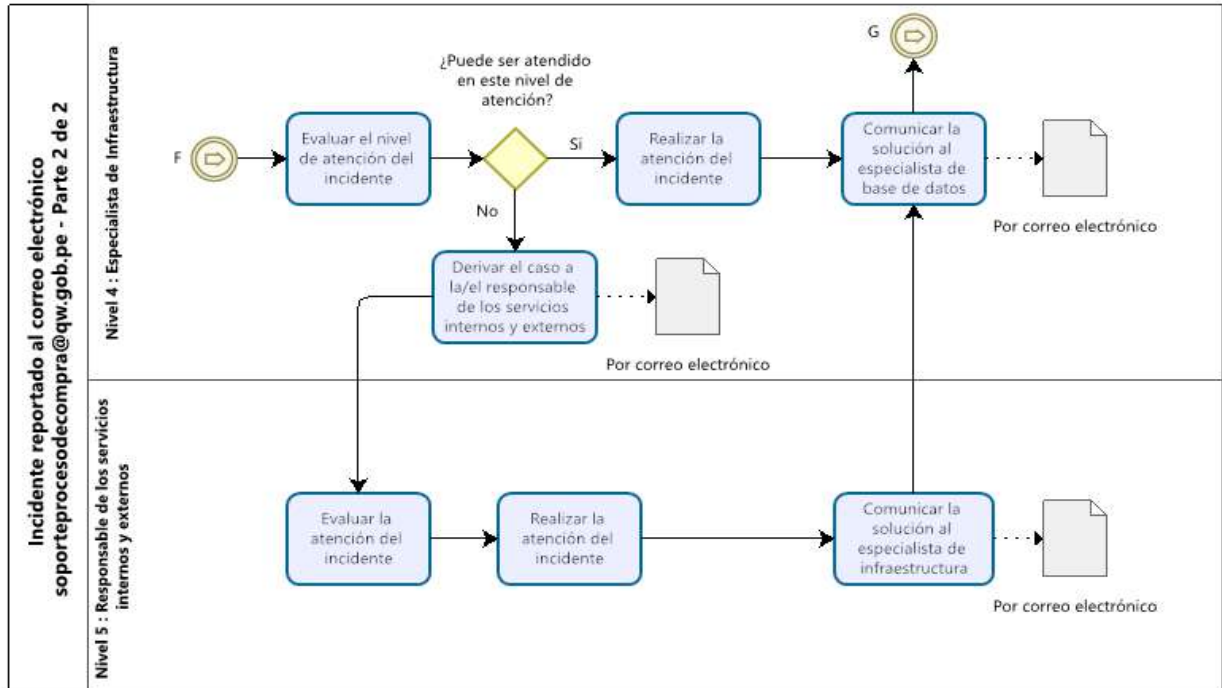 Incidente reportado al correo electrónico
soporteprocesodecompra@qw.gob.pe - Parte 2 de 2
Nivel 4 : Especialista de Infraestructura
F
Evaluar el nivel
de atención del
incidente
¿Puede ser atendido
en este nivel de
atención?
Si
No
Realizar la
atención del
incidente
G
Comunicar la
solución al
especialista de
base de datos
Por correo electrónico
Derivar el caso a
la/el responsable
de los servicios
internos y externos
Por correo electrónico
Nivel 5 : Responsable de los servicios
internos y externos
Evaluar la
atención del
incidente
Realizar la
atención del
incidente
Comunicar la
solución al
especialista de
infraestructura
Por correo electrónico